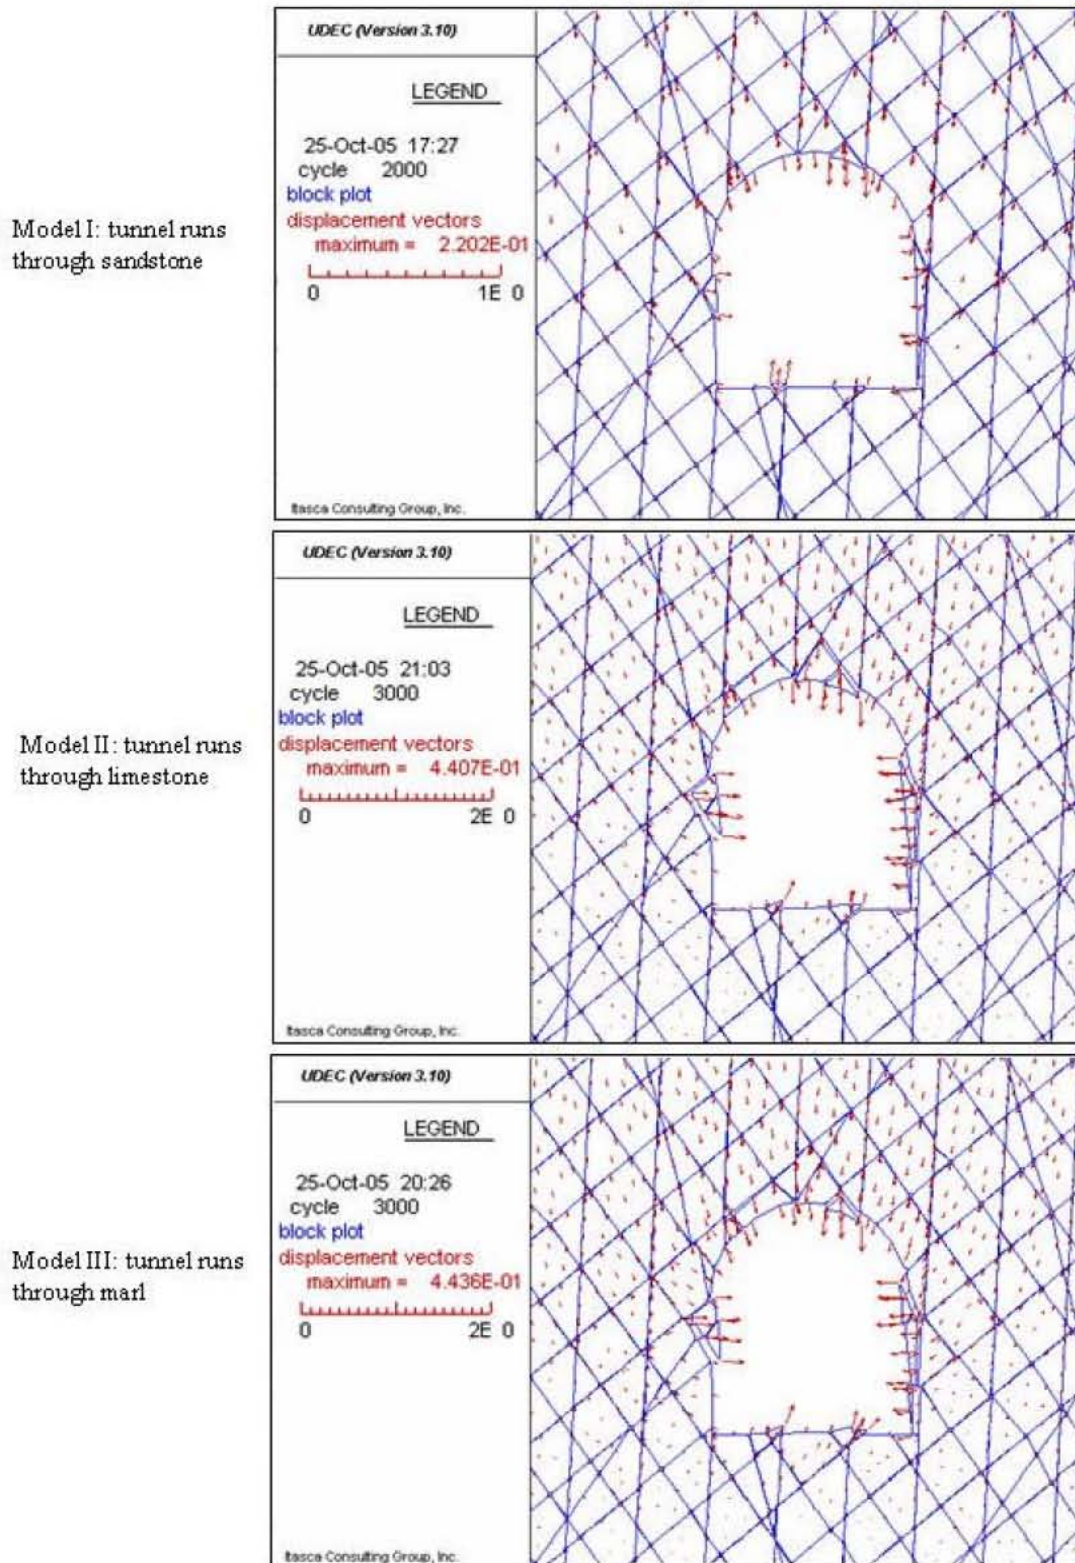 Model I: tunnel runs
through sandstone
UDEC (Version 3.10)
LEGEND
25-Oct-05 17:27
cycle 2000
block plot
displacement vectors
maximum = 2.202E-01
0 1E 0
Itasca Consulting Group, Inc.
Model II: tunnel runs
through limestone
UDEC (Version 3.10)
LEGEND
25-Oct-05 21:03
cycle 3000
block plot
displacement vectors
maximum = 4.407E-01
0 2E 0
Itasca Consulting Group, Inc.
Model III: tunnel runs
through marl
UDEC (Version 3.10)
LEGEND
25-Oct-05 20:26
cycle 3000
block plot
displacement vectors
maximum = 4.436E-01
0 2E 0
Itasca Consulting Group, Inc.